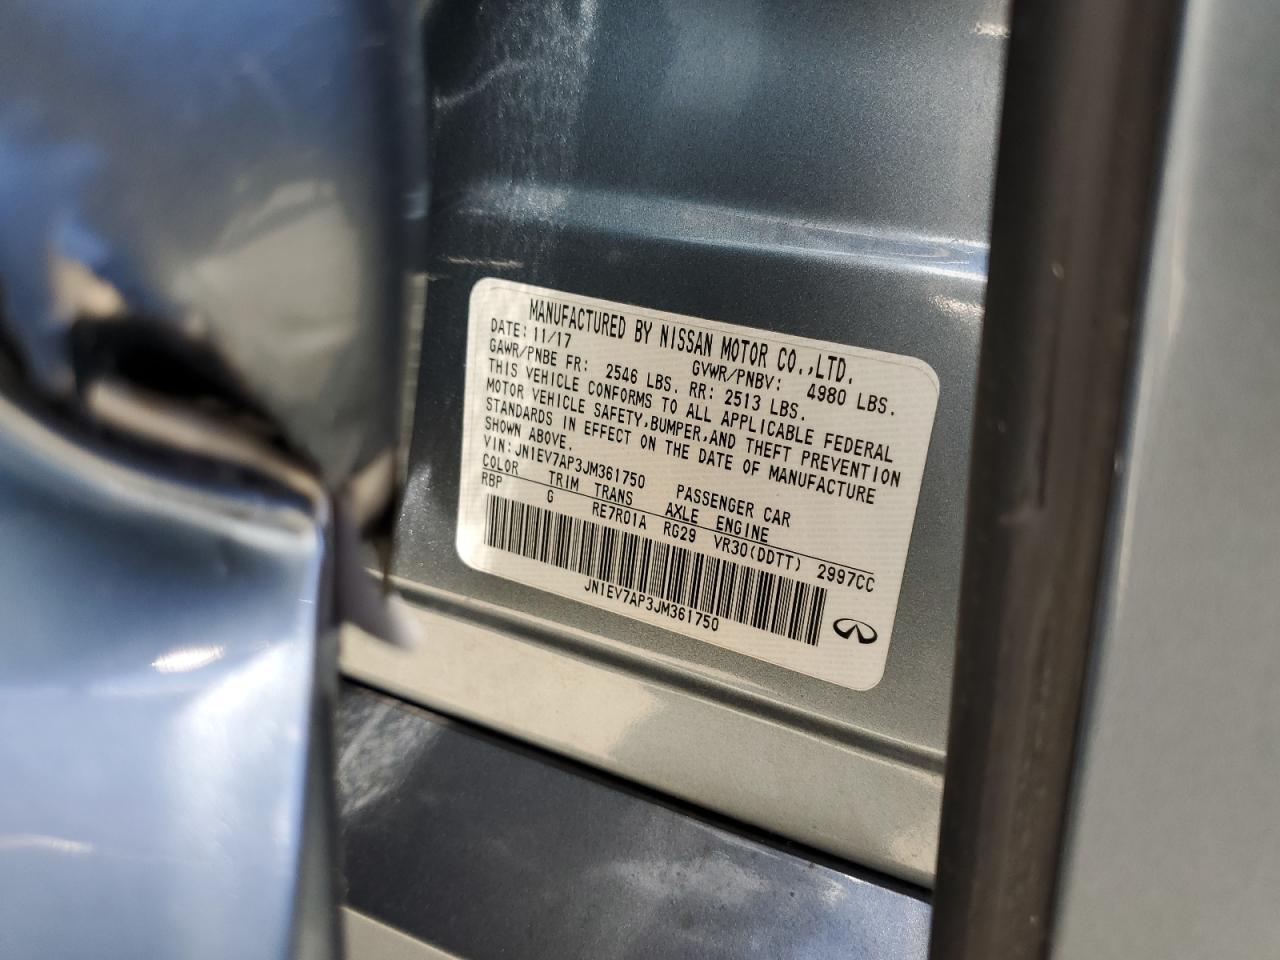 MANUFACTURED BY NISSAN MOTOR CO.,LTD.
DATE: 11/17 GVWR/PNBV: 4980 LBS.
GAWR/PNBE FR: 2546 LBS. RR: 2513 LBS.
THIS VEHICLE CONFORMS TO ALL APPLICABLE FEDERAL
MOTOR VEHICLE SAFETY,BUMPER,AND THEFT PREVENTION
STANDARDS IN EFFECT ON THE DATE OF MANUFACTURE
SHOWN ABOVE.
VIN:JN1EV7AP3JM361750 PASSENGER CAR
COLOR TRIM TRANS AXLE ENGINE
RBP G RE7R01A RG29 VR30(DDTT) 2997CC
JN1EV7AP3JM361750